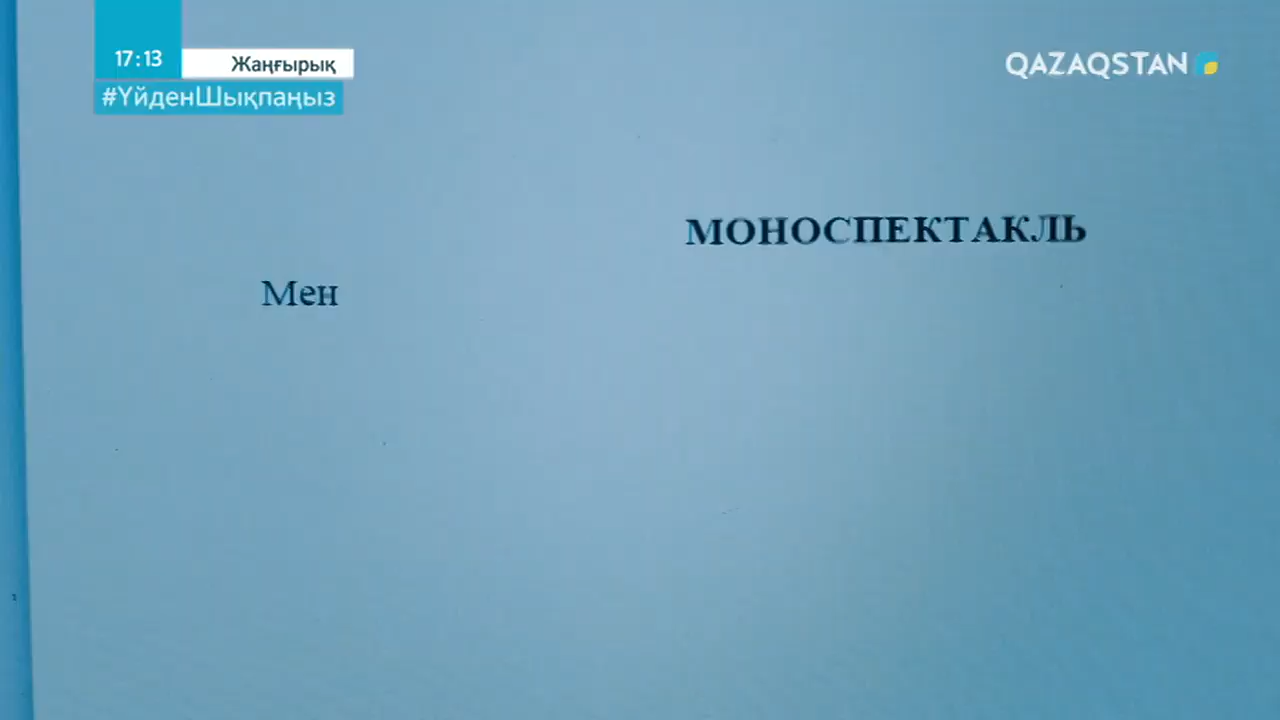 17:13
Жаңғырық
#ҮйденШықпаңыз
QAZAQSTAN
МОНОСПЕКТАКЛЬ
Мен